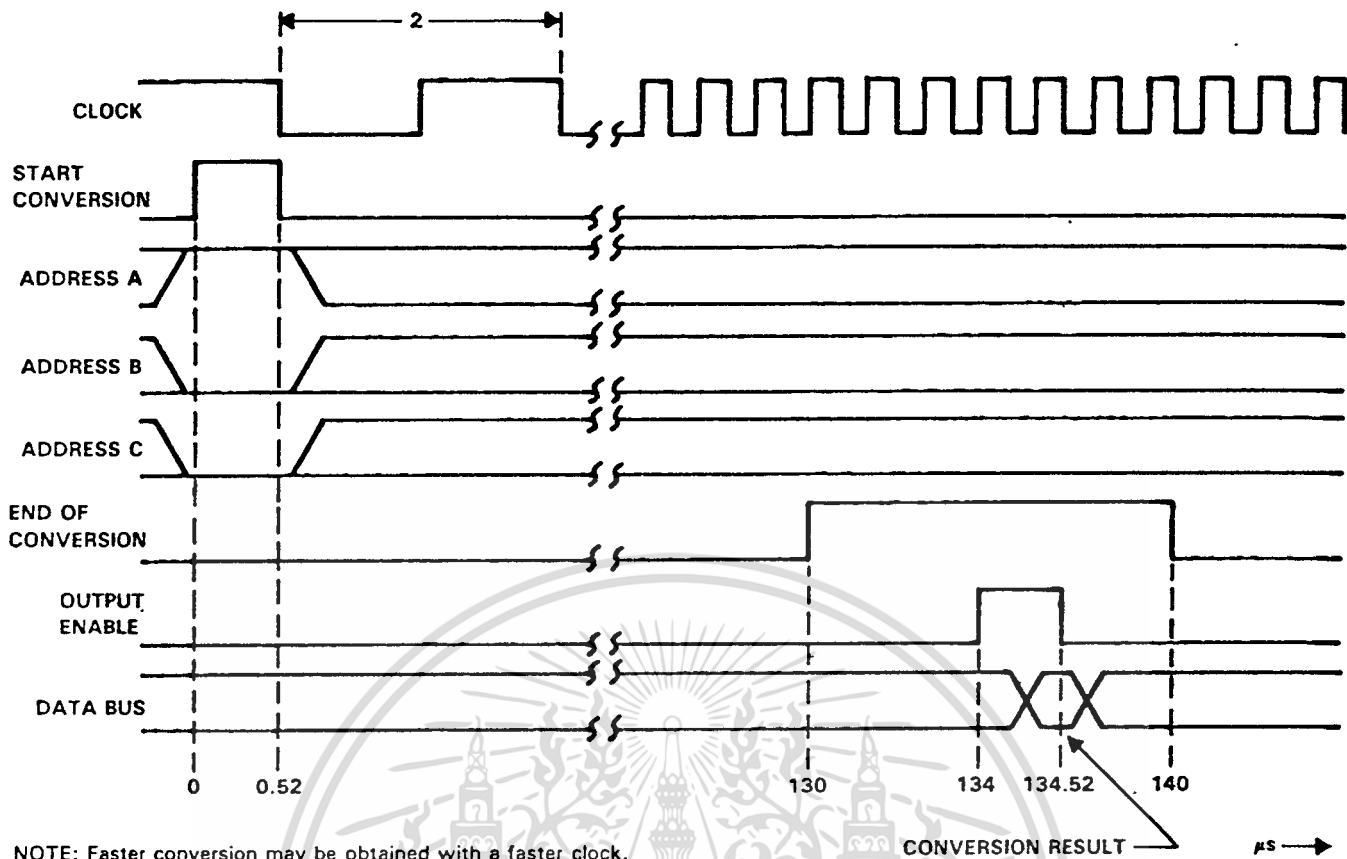 2
CLOCK
START
CONVERSION
ADDRESS A
ADDRESS B
ADDRESS C
END OF
CONVERSION
OUTPUT
ENABLE
DATA BUS
0 0.52 130 134 134.52 140
NOTE: Faster conversion may be obtained with a faster clock.
CONVERSION RESULT
μS